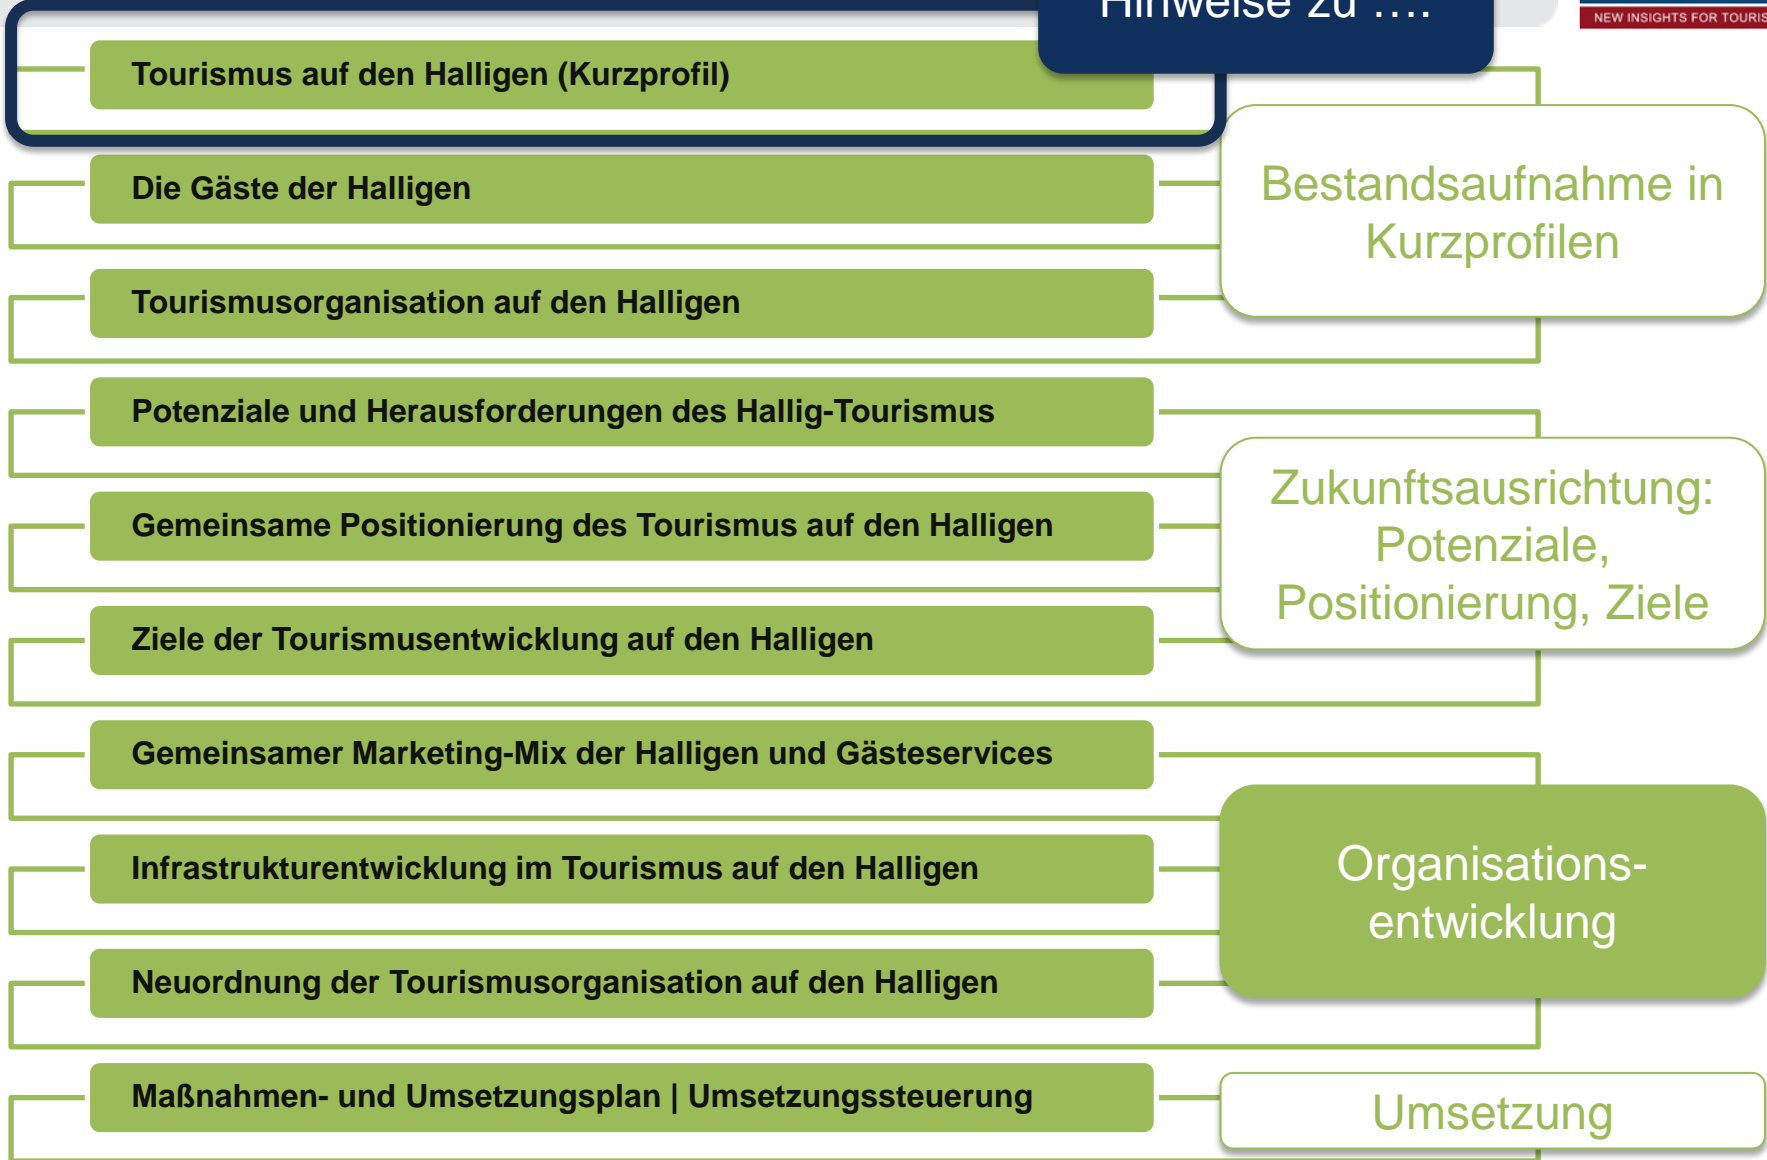 Hinweise zu ….
NEW INSIGHTS FOR TOURIS
Tourismus auf den Halligen (Kurzprofil)
Die Gäste der Halligen
Tourismusorganisation auf den Halligen
Bestandsaufnahme in
Kurzprofilen
Potenziale und Herausforderungen des Hallig-Tourismus
Gemeinsame Positionierung des Tourismus auf den Halligen
Ziele der Tourismusentwicklung auf den Halligen
Zukunftsausrichtung:
Potenziale,
Positionierung, Ziele
Gemeinsamer Marketing-Mix der Halligen und Gästeservices
Infrastrukturentwicklung im Tourismus auf den Halligen
Neuordnung der Tourismusorganisation auf den Halligen
Organisations-
entwicklung
Maßnahmen- und Umsetzungsplan | Umsetzungssteuerung
Umsetzung